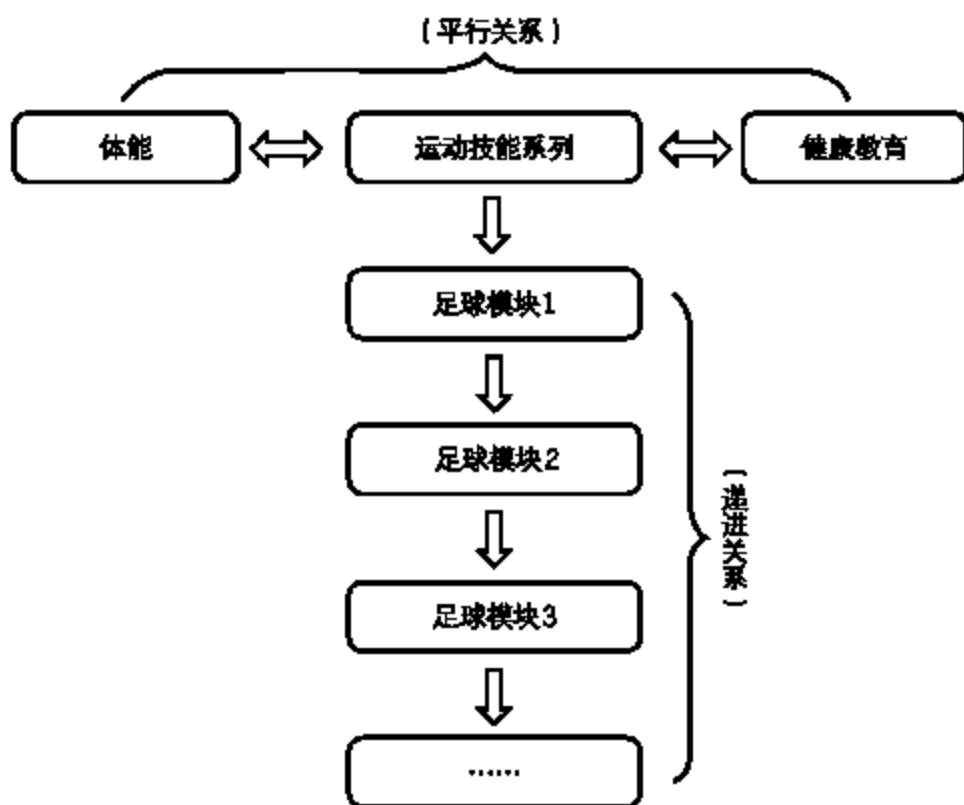 (平行关系)
体能
运动技能系列
健康教育
足球模块1
足球模块2
(递进关系)
足球模块3
······